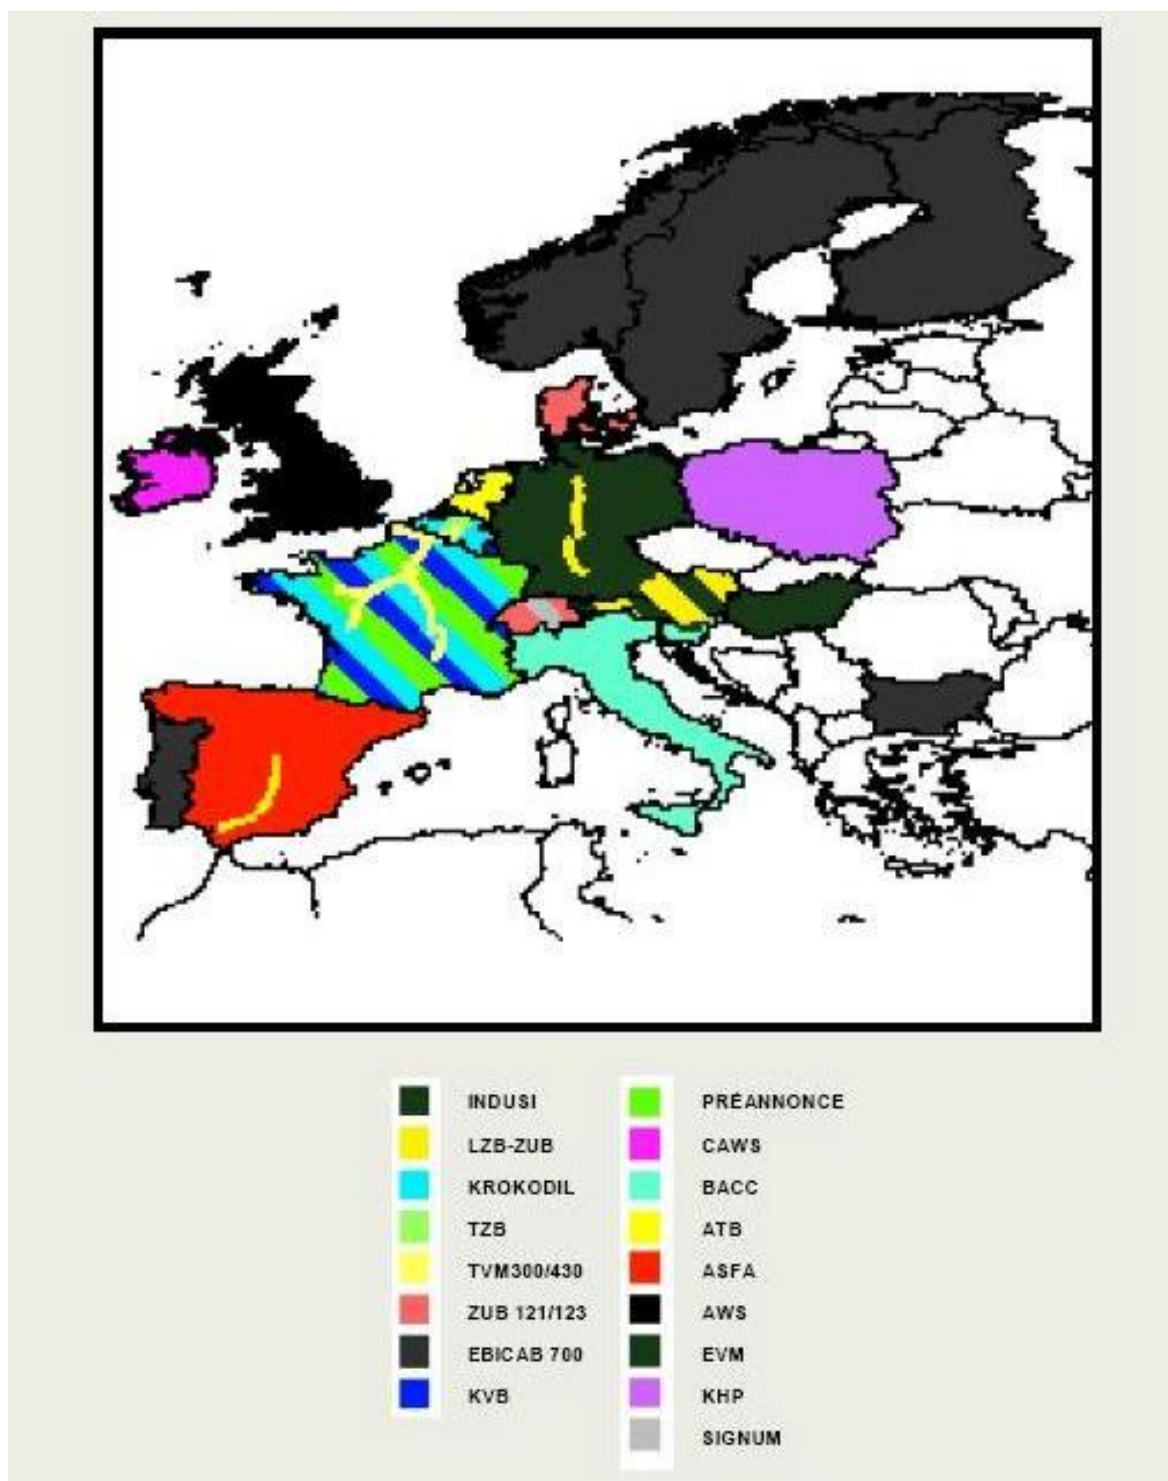 INDUSI
LZB-ZUB
KROKODIL
TZB
TVM300/430
ZUB 121/123
EBICAB 700
KVB
PRÉANNONCE
CAWS
BACC
ATB
ASFA
AWS
EVM
KHP
SIGNUM